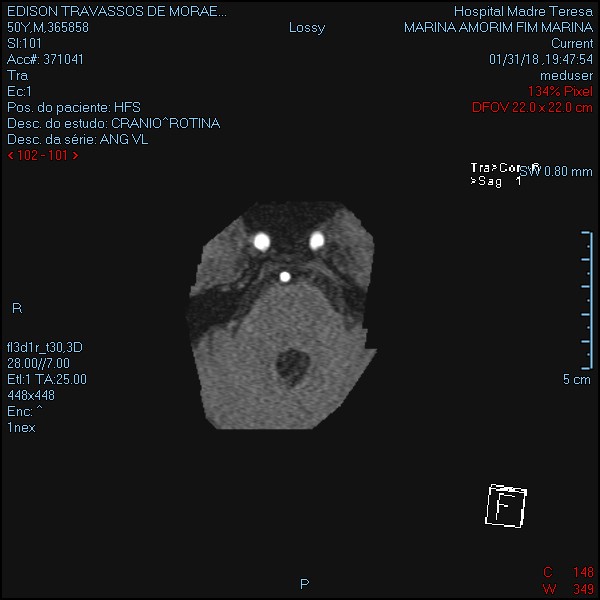 EDISON TRAVASSOS DE MORAE...
50Y,M,365858
Sl:101
Acc#: 371041
Tra
Ec:1
Pos. do paciente: HFS
Desc. do estudo: CRANIO^ROTINA
Desc. da série: ANG VL
< 102 - 101 >
Lossy
Hospital Madre Teresa
MARINA AMORIM FIM MARINA
Current
01/31/18 ,19:47:54
meduser
134% Pixel
DFOV 22.0 x 22.0 cm
Tra>Cor
SW 0.80 mm
>Sag 1
R
fl3d1r_t30,3D
28.00//7.00
Etl:1 TA:25.00
448x448
Enc: ^
1nex
5 cm
F
P
C 148
W 349